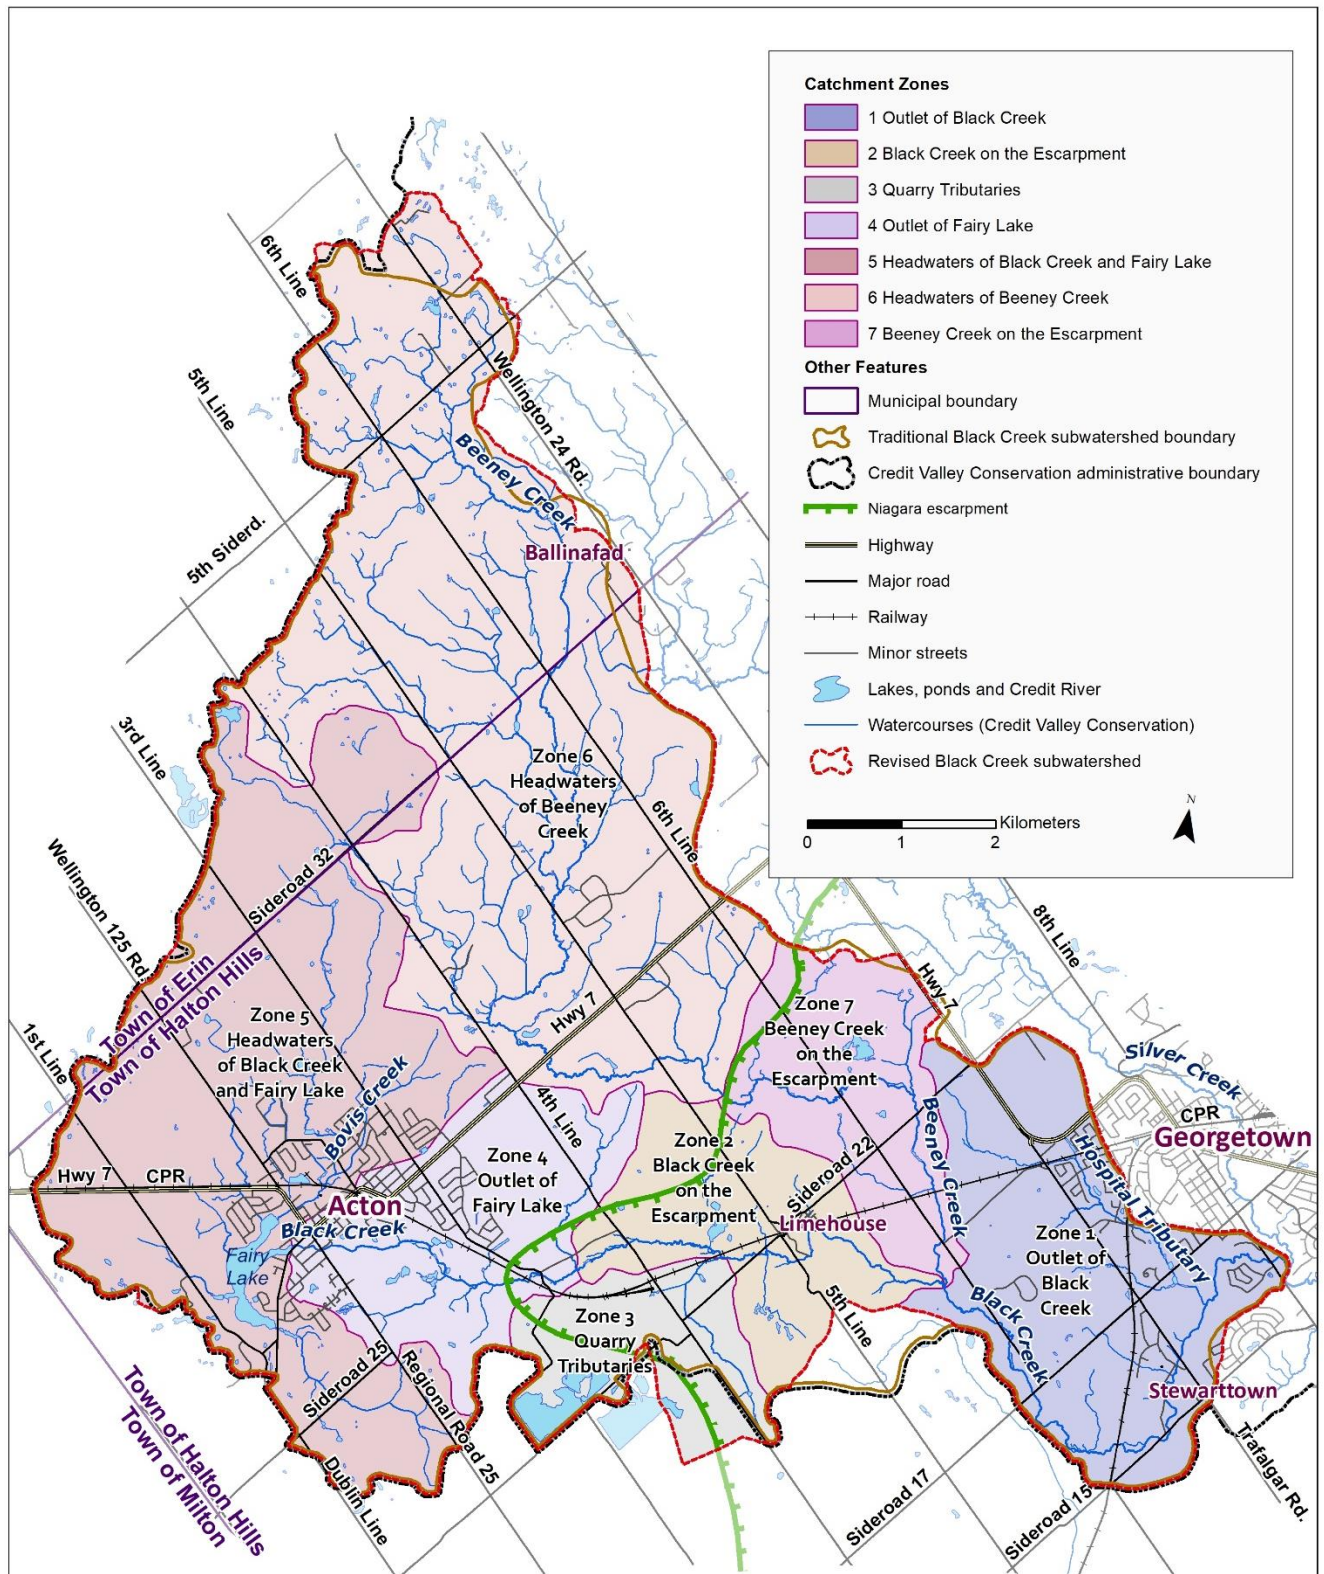 Catchment Zones
1 Outlet of Black Creek
2 Black Creek on the Escarpment
3 Quarry Tributaries
4 Outlet of Fairy Lake
5 Headwaters of Black Creek and Fairy Lake
6 Headwaters of Beeney Creek
7 Beeney Creek on the Escarpment
Other Features
Municipal boundary
Traditional Black Creek subwatershed boundary
Credit Valley Conservation administrative boundary
Niagara escarpment
Highway
Major road
Railway
Minor streets
Lakes, ponds and Credit River
Watercourses (Credit Valley Conservation)
Revised Black Creek subwatershed
N
Kilometers
0 1 2
6th Line
5th Line
Wellington 24 Rd.
Beeney Creek
5th Siderd.
Ballinafad
3rd Line
Zone 6
Headwaters
of Beeney
Creek
6th Line
Sideroad 32
Wellington 125 Rd.
Town of Erin
Town of Halton Hills
8th Line
Hwy 7
Hwy 7
Zone 7
Beeney Creek
on the
Escarpment
Zone 5
Headwaters
of Black Creek
and Fairy Lake
1st Line
Bovis Creek
4th Line
Silver Creek
CPR
Georgetown
Beeney Creek
Hospital Tributary
Zone 2
Black Creek
on the
Escarpment
Sideroad 22
Zone 4
Outlet of
Fairy Lake
Hwy 7
CPR
Acton
Black Creek
Limehouse
Fairy
Lake
Zone 1
Outlet of
Black
Creek
Black Creek
5th Line
Zone 3
Quarry
Tributaries
Sideroad 25
Regional Road 25
Stewarttown
Town of Halton Hills
Town of Milton
Dublin Line
Trafalgar Rd.
Sideroad 17
Sideroad 15